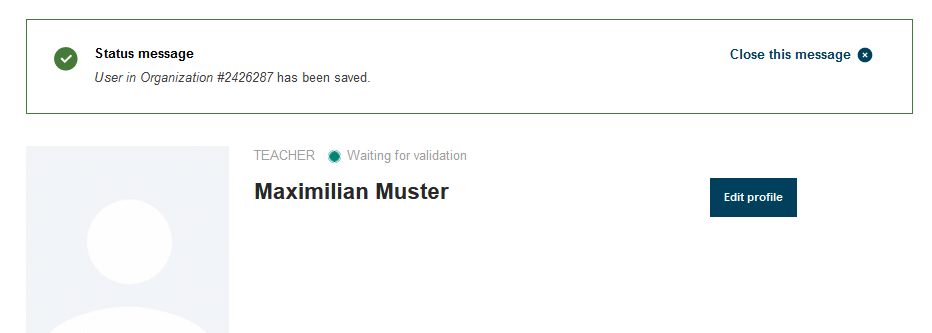 Status message
Close this message
User in Organization #2426287 has been saved.
TEACHER Waiting for validation
Maximilian Muster
Edit profile